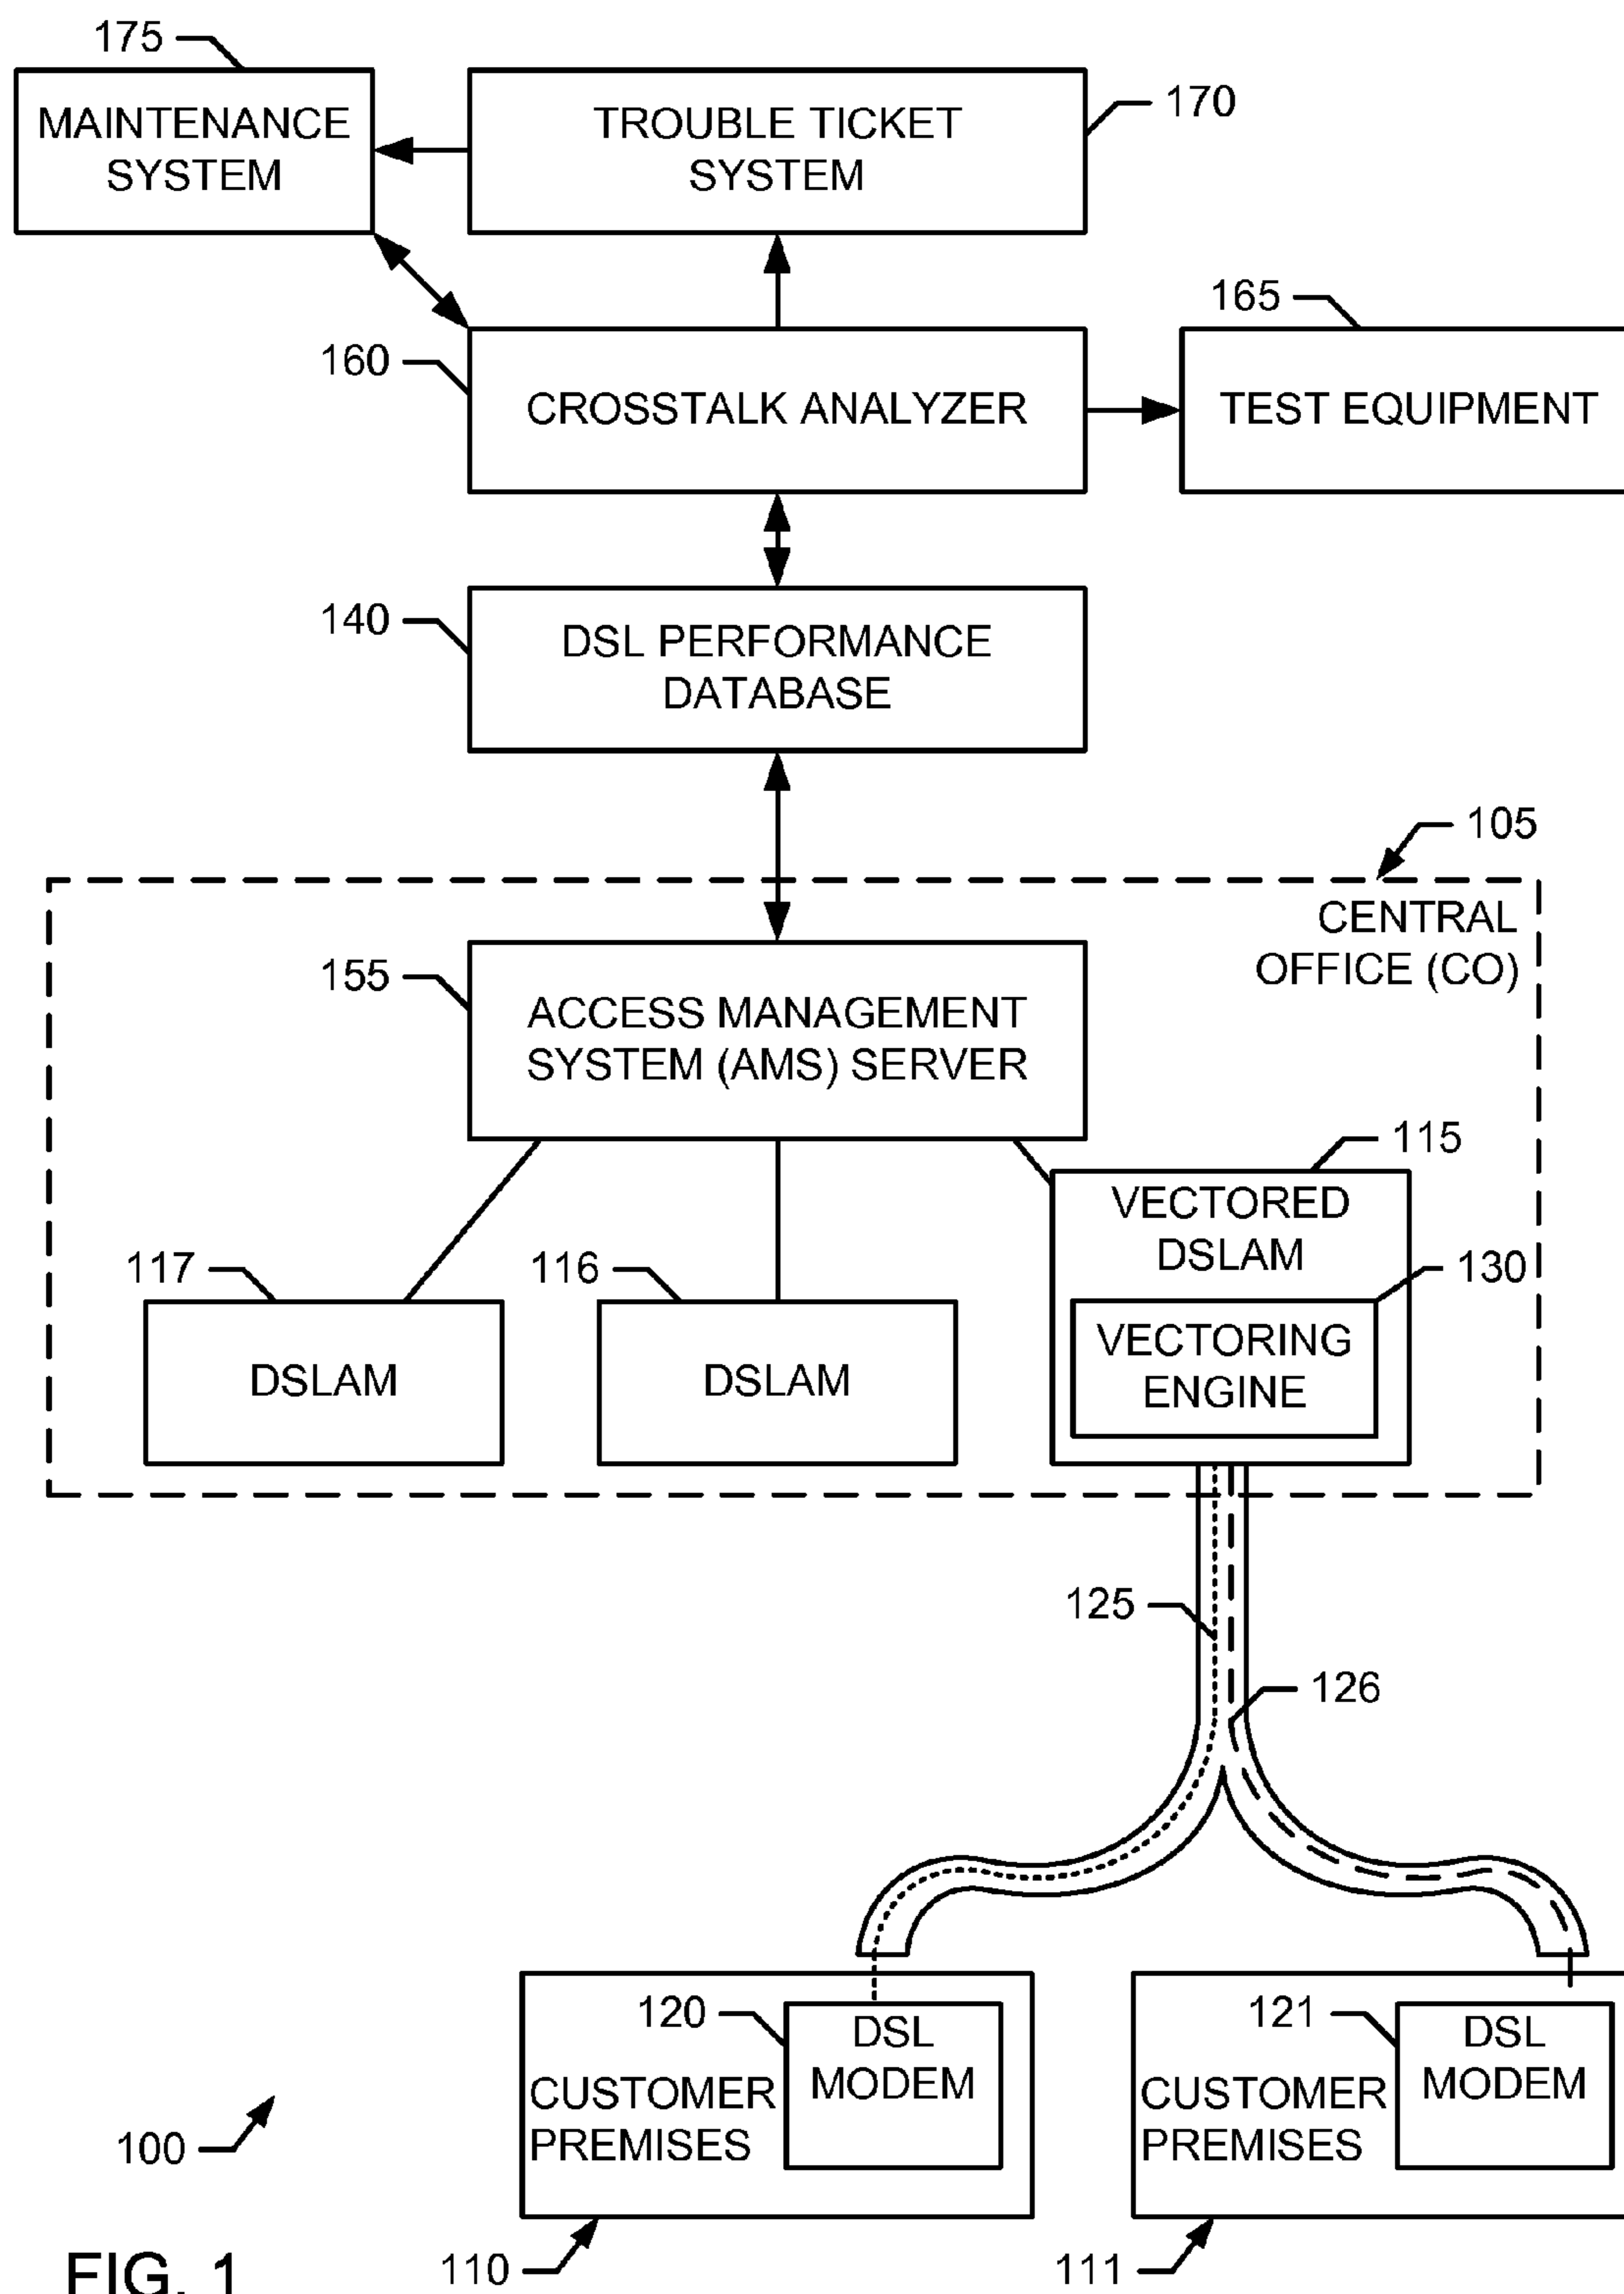 175
MAINTENANCE
SYSTEM
TROUBLE TICKET
SYSTEM
170
165
160
CROSSTALK ANALYZER
TEST EQUIPMENT
140
DSL PERFORMANCE
DATABASE
105
CENTRAL
OFFICE (CO)
155
ACCESS MANAGEMENT
SYSTEM (AMS) SERVER
115
VECTORED
DSLAM
117
116
130
DSLAM
DSLAM
VECTORING
ENGINE
125
126
120
DSL
MODEM
CUSTOMER
PREMISES
121
DSL
MODEM
CUSTOMER
PREMISES
100
110
111
FIG. 1